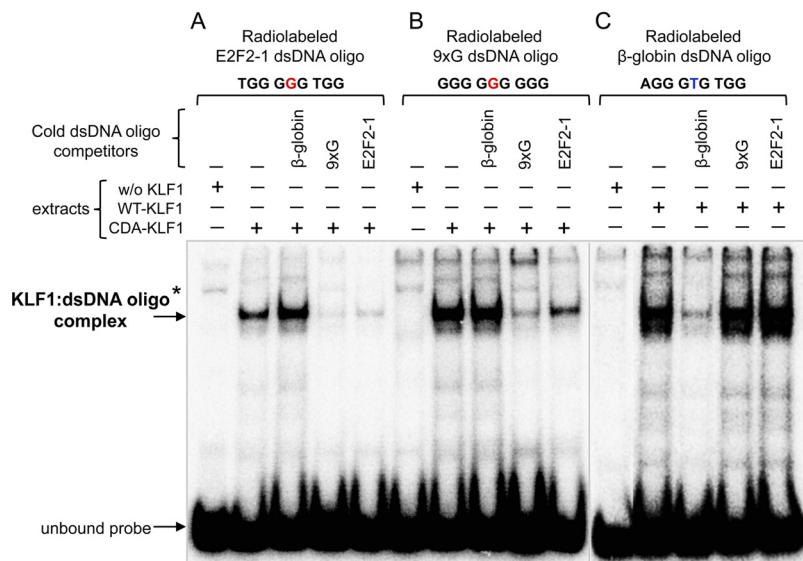 A B C
Radiolabeled Radiolabeled Radiolabeled
E2F2-1 dsDNA oligo 9xG dsDNA oligo β-globin dsDNA oligo
TGG GGG TGG GGG GGG GGG AGG GTG TGG
Cold dsDNA oligo
competitors
– – β-globin 9xG E2F2-1 – – β-globin 9xG E2F2-1 – – β-globin 9xG E2F2-1
extracts
w/o KLF1 + – – – – + – – – – + – – – –
WT-KLF1 – – – – – – – – – – – + + + +
CDA-KLF1 – + + + + – + + + + – – – – –
KLF1:dsDNA oligo*
complex
unbound probe